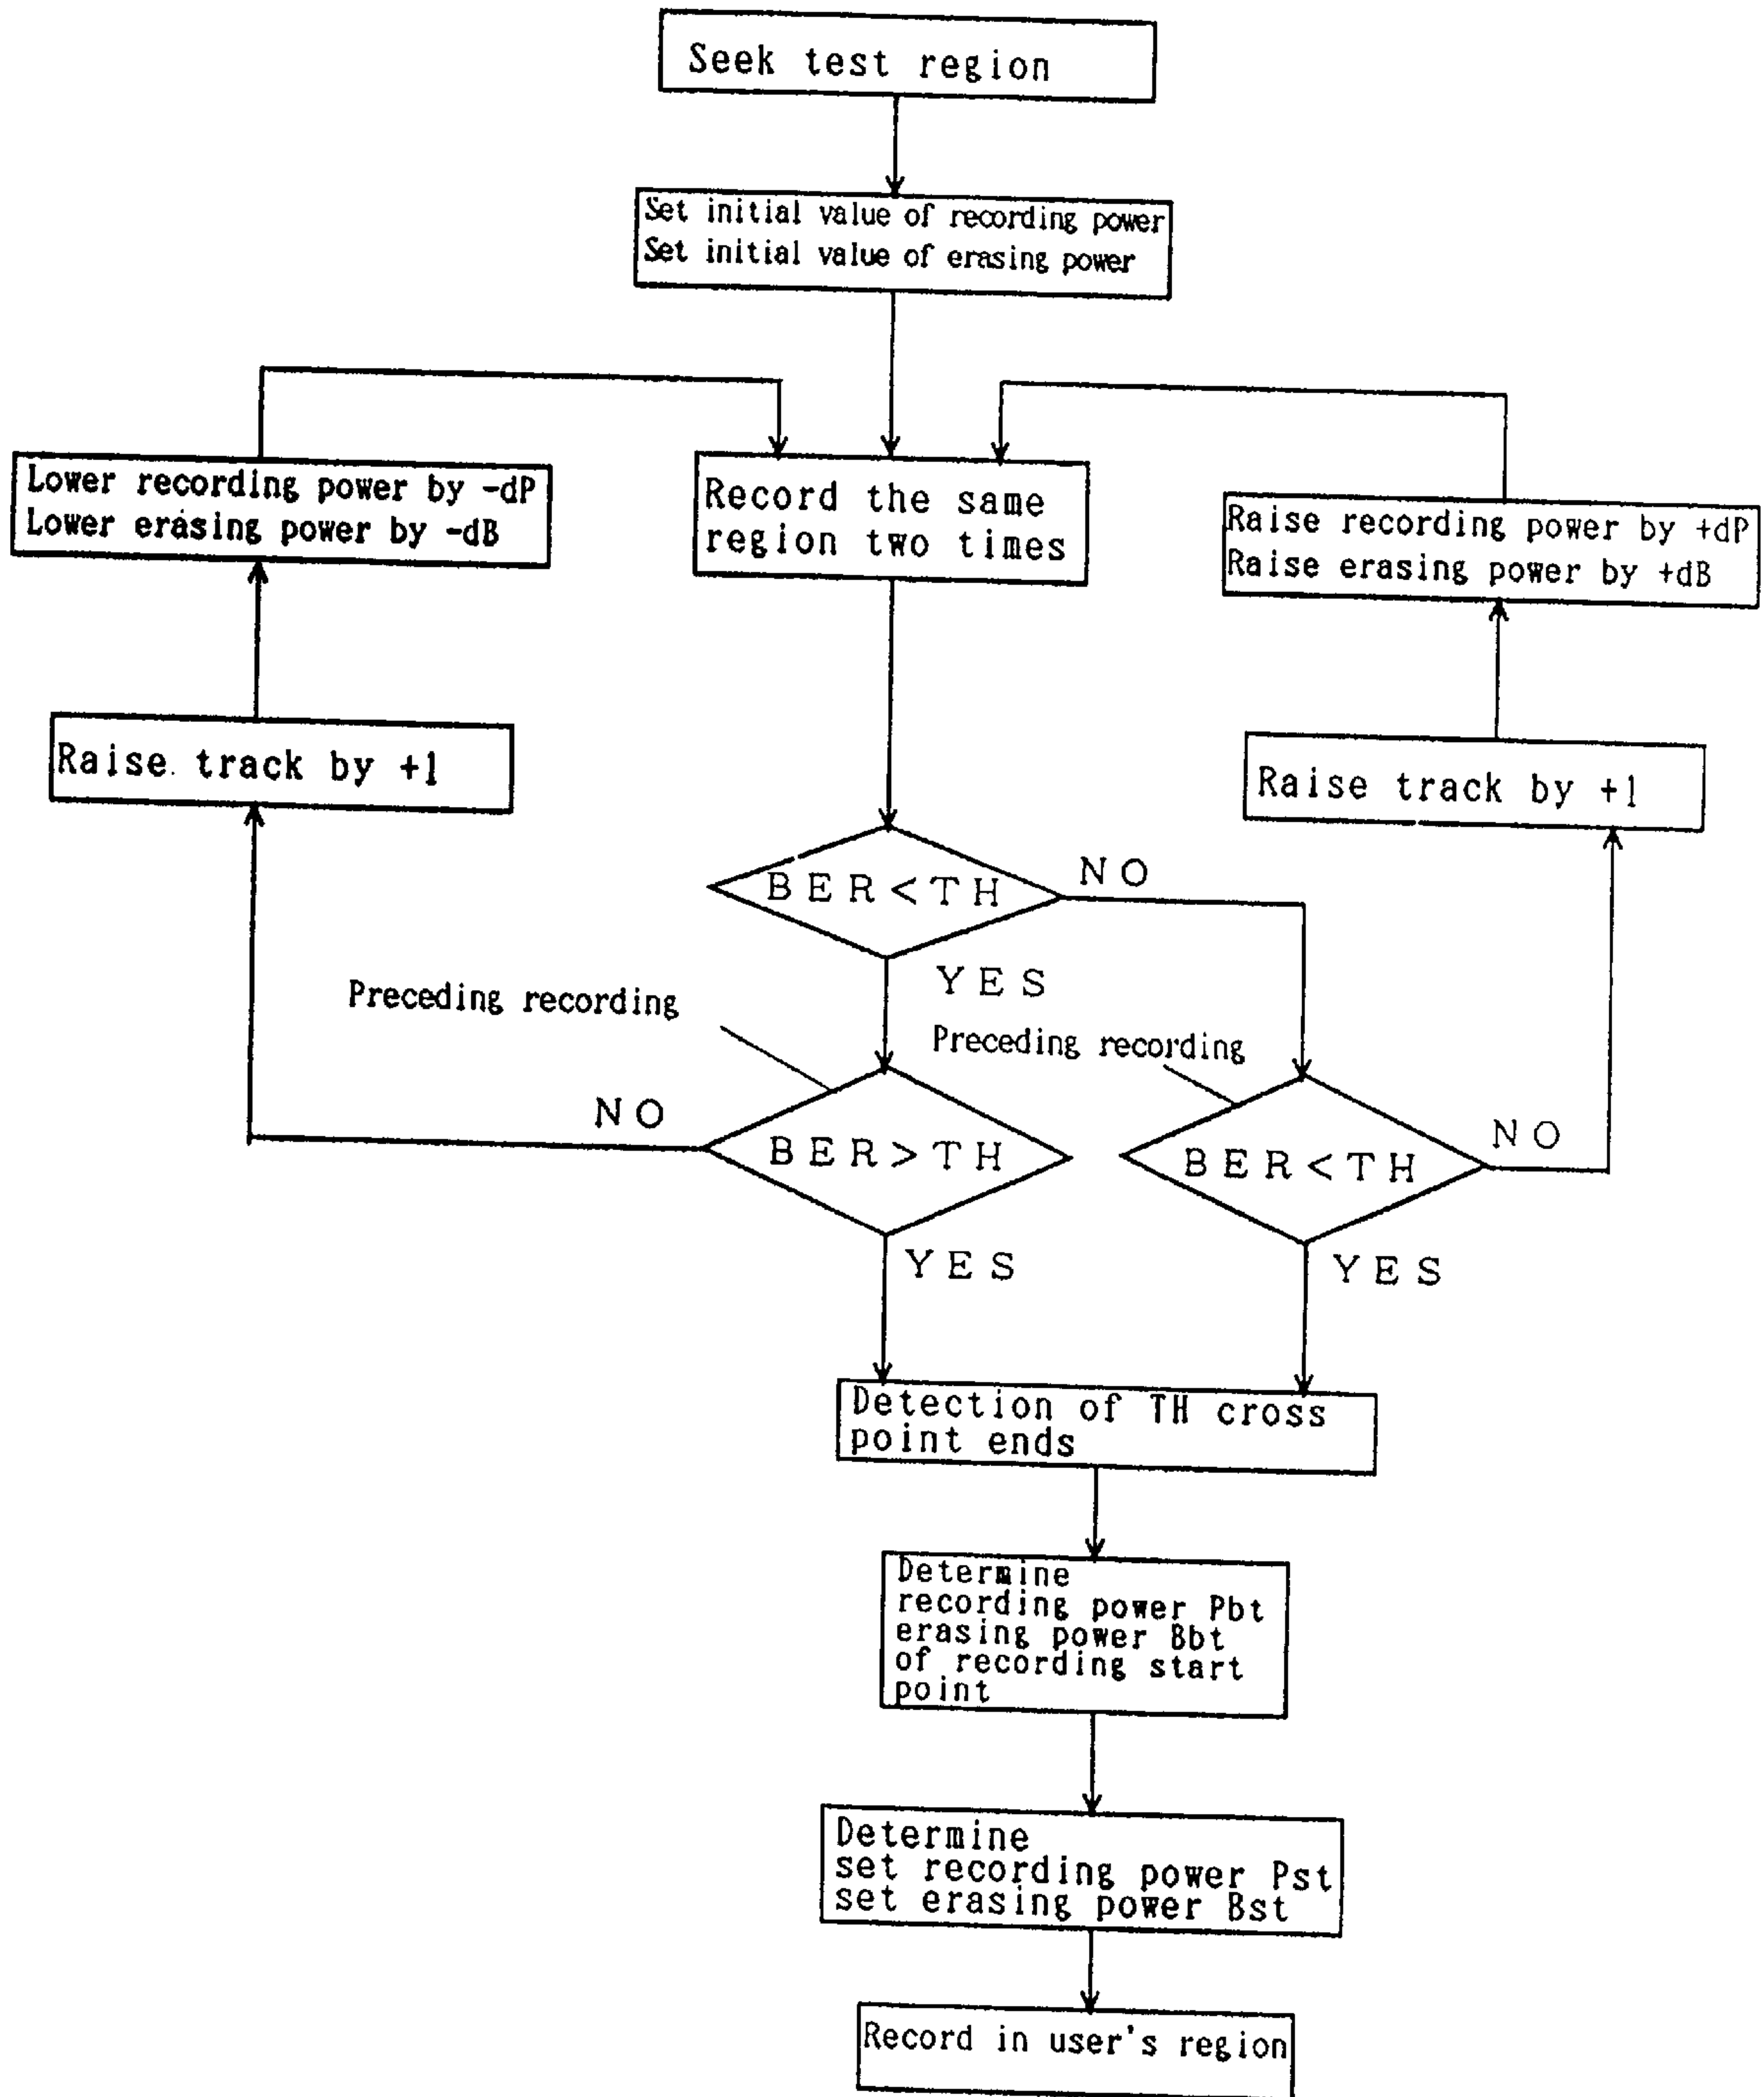 Seek test region
Set initial value of recording power
Set initial value of erasing power
Lower recording power by -dP
Lower erasing power by -dB
Record the same
region two times
Raise recording power by +dP
Raise erasing power by +dB
Raise track by +1
Raise track by +1
BER<TH
NO
YES
Preceding recording
Preceding recording
NO
BER>TH
BER<TH
NO
YES
YES
Detection of TH cross
point ends
Determine
recording power Pbt
erasing power Bbt
of recording start
point
Determine
set recording power Pst
set erasing power Bst
Record in user's region